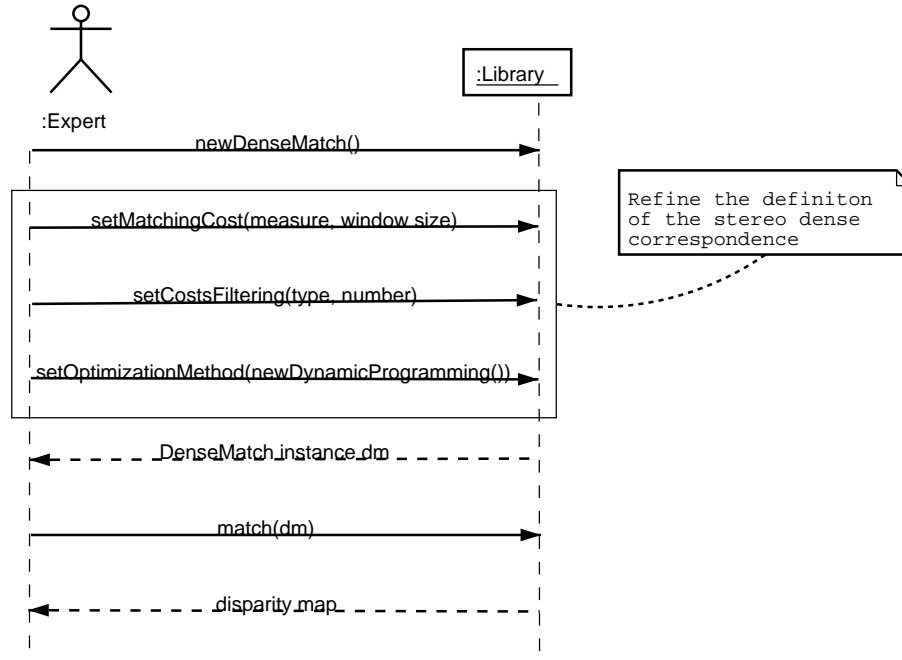 :Library
:Expert
newDenseMatch()
Refine the definiton
of the stereo dense
correspondence
setMatchingCost(measure, window size)
setCostsFiltering(type, number)
setOptimizationMethod(newDynamicProgramming())
DenseMatch instance dm
match(dm)
disparity map